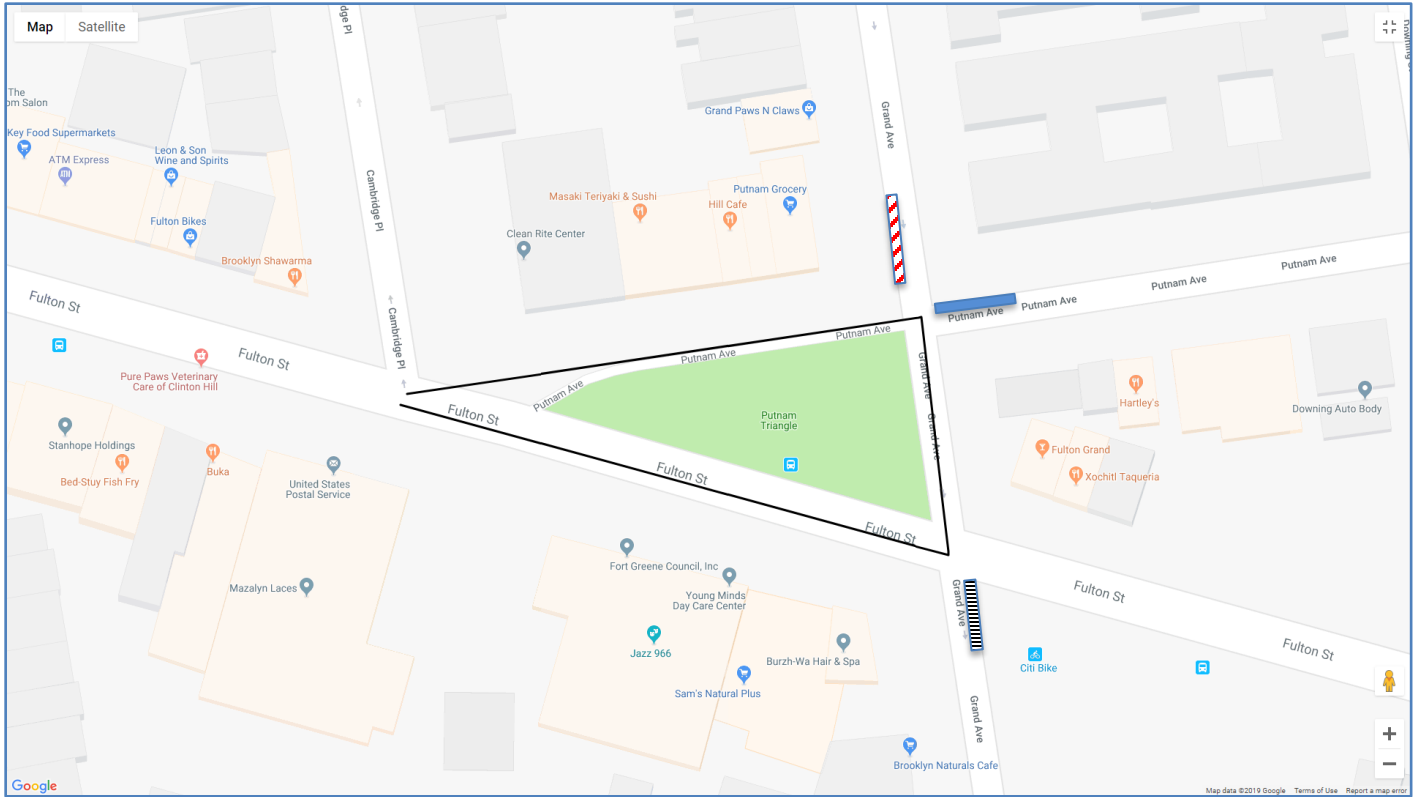 Map
Satellite
dge Pl
Grand Ave
Downing St
The
om Salon
Key Food Supermarkets
ATM Express
Leon & Son
Wine and Spirits
Fulton Bikes
Brooklyn Shawarma
Cambridge Pl
Cambridge Pl
Grand Paws N Claws
Masaki Teriyaki & Sushi
Hill Cafe
Putnam Grocery
Clean Rite Center
Putnam Ave
Putnam Ave
Putnam Ave
Putnam Ave
Fulton St
Fulton St
Putnam Ave
Putnam Ave
Putnam Ave
Grand Ave
Grand Ave
Pure Paws Veterinary
Care of Clinton Hill
Fulton St
Putnam
Triangle
Hartley's
Downing Auto Body
Stanhope Holdings
Bed-Stuy Fish Fry
Buka
United States
Postal Service
Fulton St
Fulton Grand
Xochitl Taqueria
Fulton St
Fort Greene Council, Inc
Young Minds
Day Care Center
Mazalyn Laces
Grand Ave
Fulton St
Jazz 966
Burzh-Wa Hair & Spa
Sam's Natural Plus
Citi Bike
Fulton St
Grand Ave
Brooklyn Naturals Cafe
Google
Map data ©2019 Google
Terms of Use
Report a map error